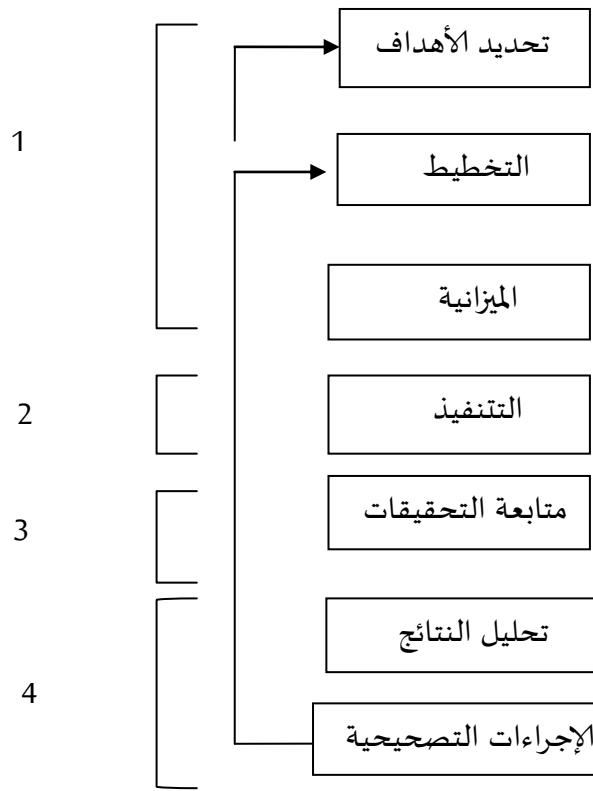 تحديد الأهداف
1
التخطيط
الميزانية
2
التتنفيذ
3
متابعة التحقيقات
تحليل النتائج
4
الإجراءات التصحيحية